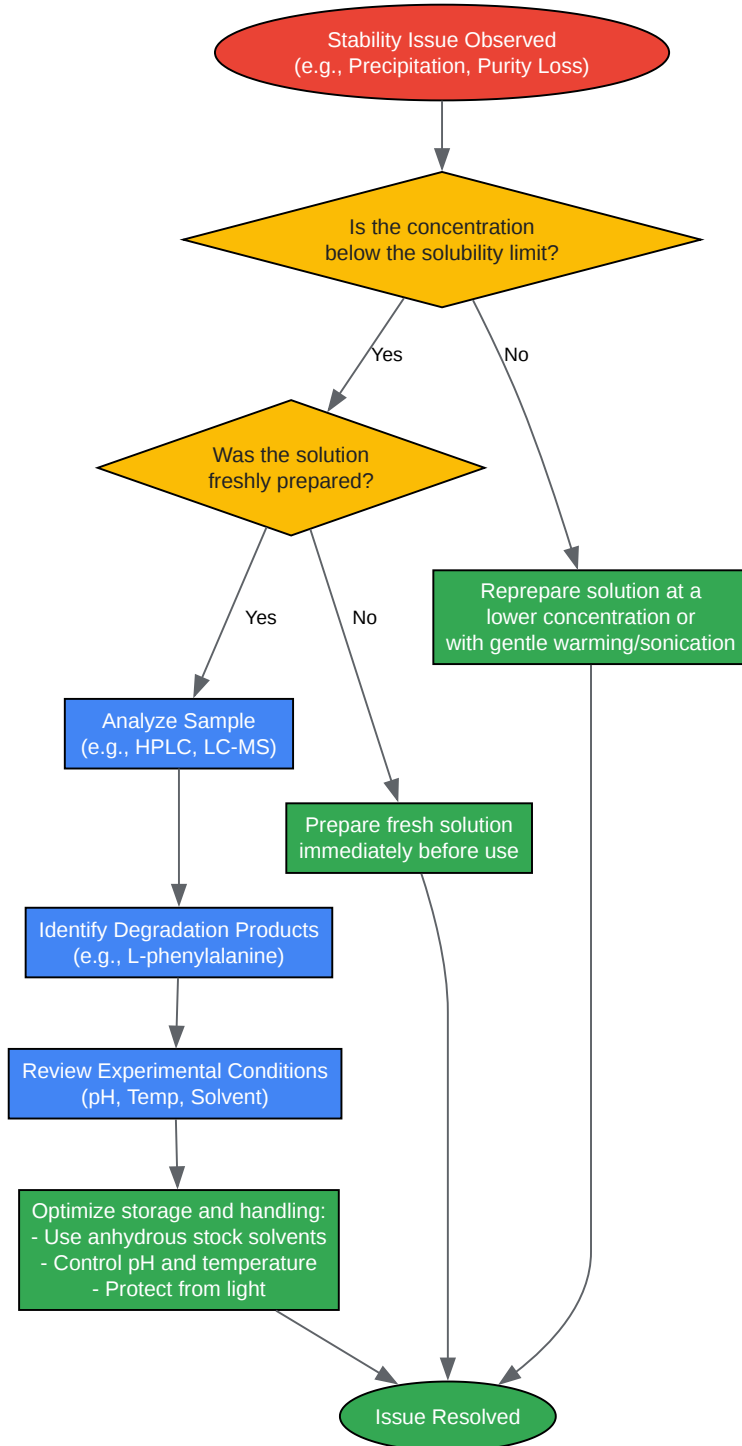 Stability Issue Observed
(e.g., Precipitation, Purity Loss)
Is the concentration
below the solubility limit?
Yes
No
Was the solution
freshly prepared?
Reprepare solution at a
lower concentration or
with gentle warming/sonication
Yes
No
Analyze Sample
(e.g., HPLC, LC-MS)
Prepare fresh solution
immediately before use
Identify Degradation Products
(e.g., L-phenylalanine)
Review Experimental Conditions
(pH, Temp, Solvent)
Optimize storage and handling:
- Use anhydrous stock solvents
- Control pH and temperature
- Protect from light
Issue Resolved